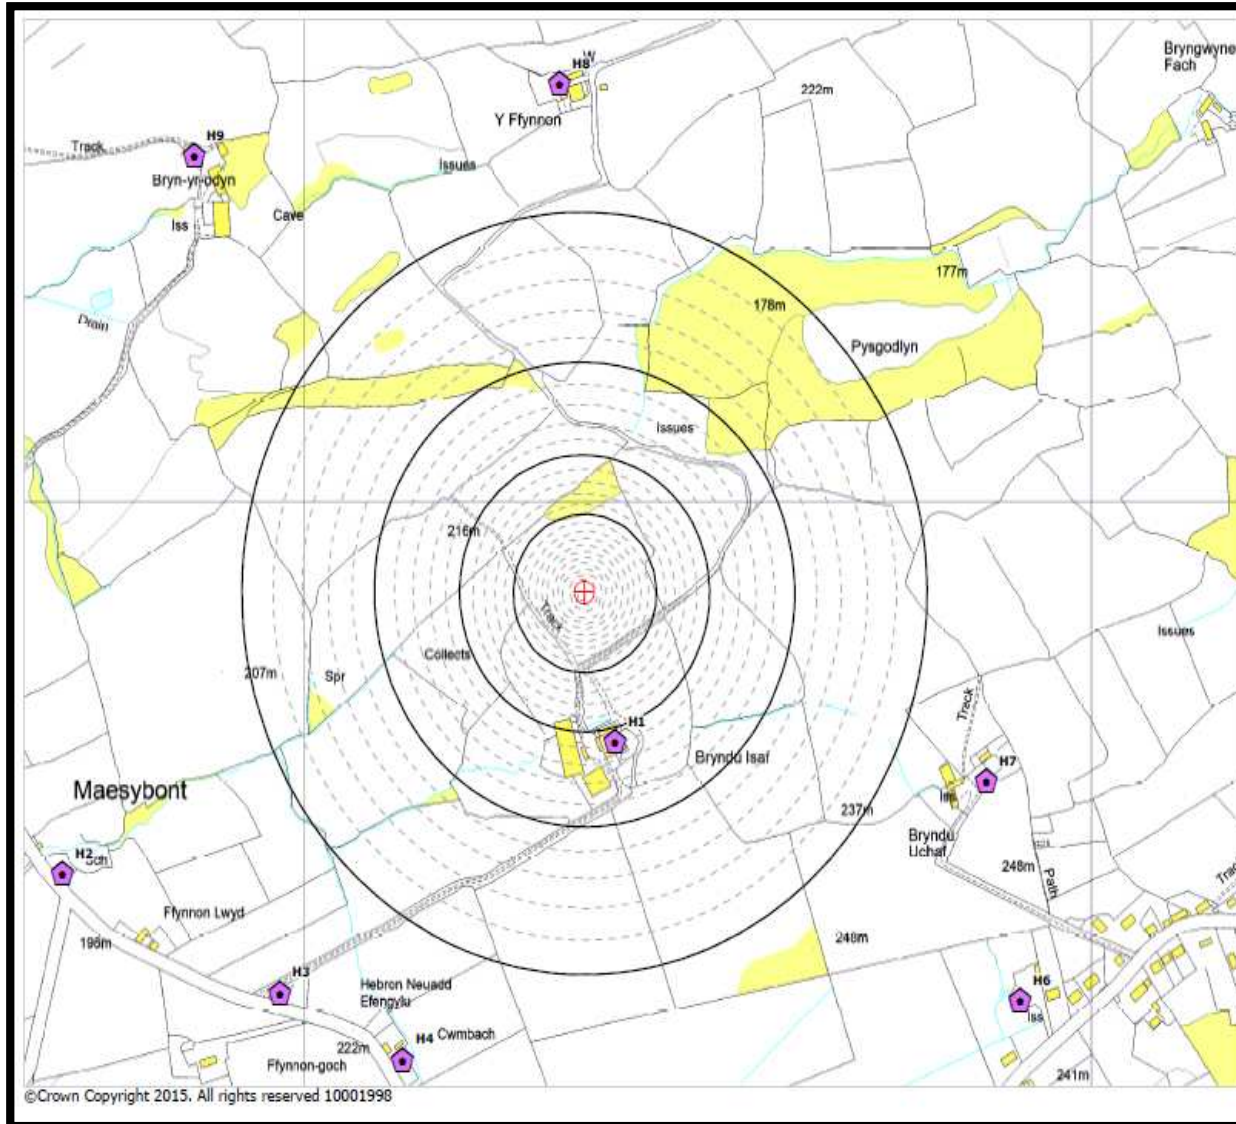 W
H8
Bryngwyne
Fach
222m
Y Ffynnon
H9
Track
Issues
Bryn-yr-odyn
Cave
Iss
177m
178m
Drain
Pysgodlyn
Issues
216m
Track
Issues
Collects
207m
Spr
Track
H1
Bryndu Isaf
H7
Maesybont
Iss
237m
Bryndu
Uchaf
H2
Sch
248m
Path
Track
Ffynnon Lwyd
196m
248m
H3
Hebron Neuadd
Efengylu
H6
Iss
Cwmbach
222m
H4
Ffynnon-goch
241m
©Crown Copyright 2015. All rights reserved 10001998